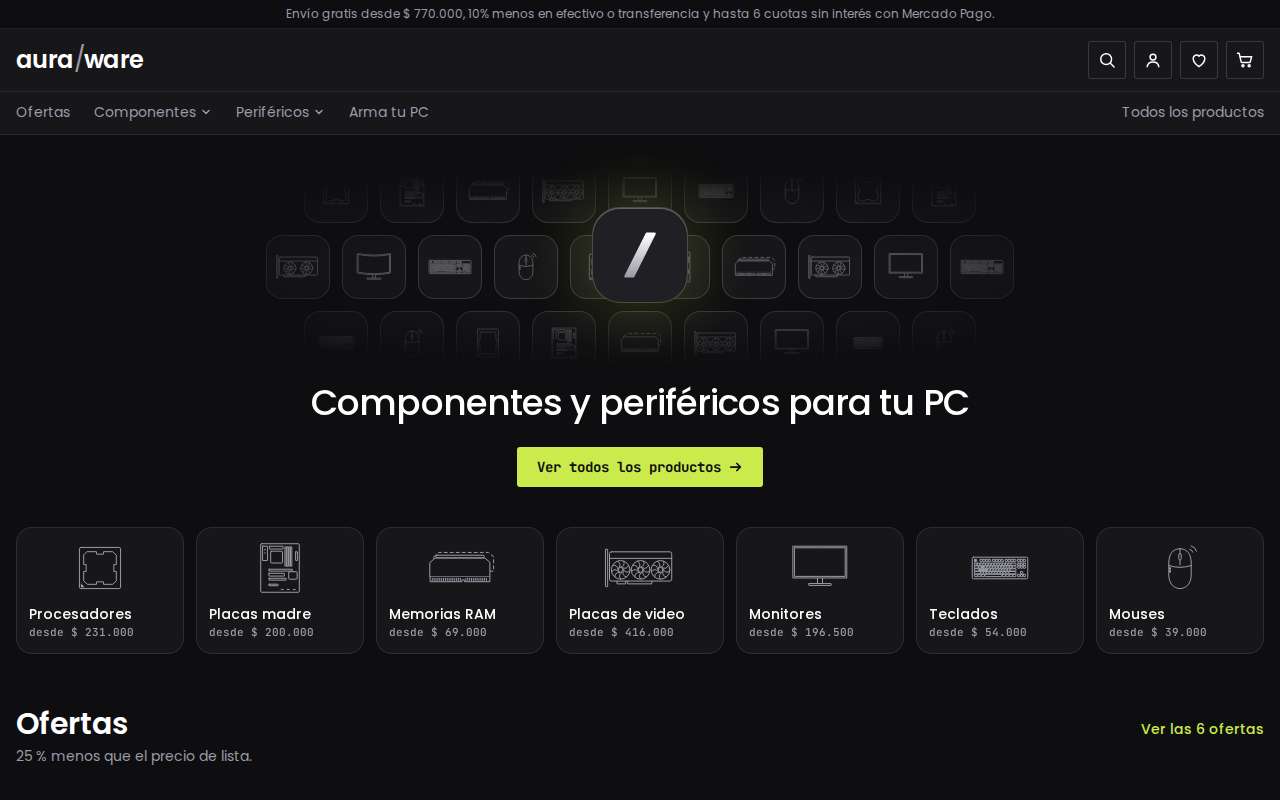 Envío gratis desde $ 770.000, 10% menos en efectivo o transferencia y hasta 6 cuotas sin interés con Mercado Pago.
aura/ware
Ofertas Componentes Periféricos Arma tu PC Todos los productos
Componentes y periféricos para tu PC
Ver todos los productos →
Procesadores Placas madre Memorias RAM Placas de video Monitores Teclados Mouses
desde $ 231.000 desde $ 200.000 desde $ 69.000 desde $ 416.000 desde $ 196.500 desde $ 54.000 desde $ 39.000
Ofertas
Ver las 6 ofertas
25 % menos que el precio de lista.